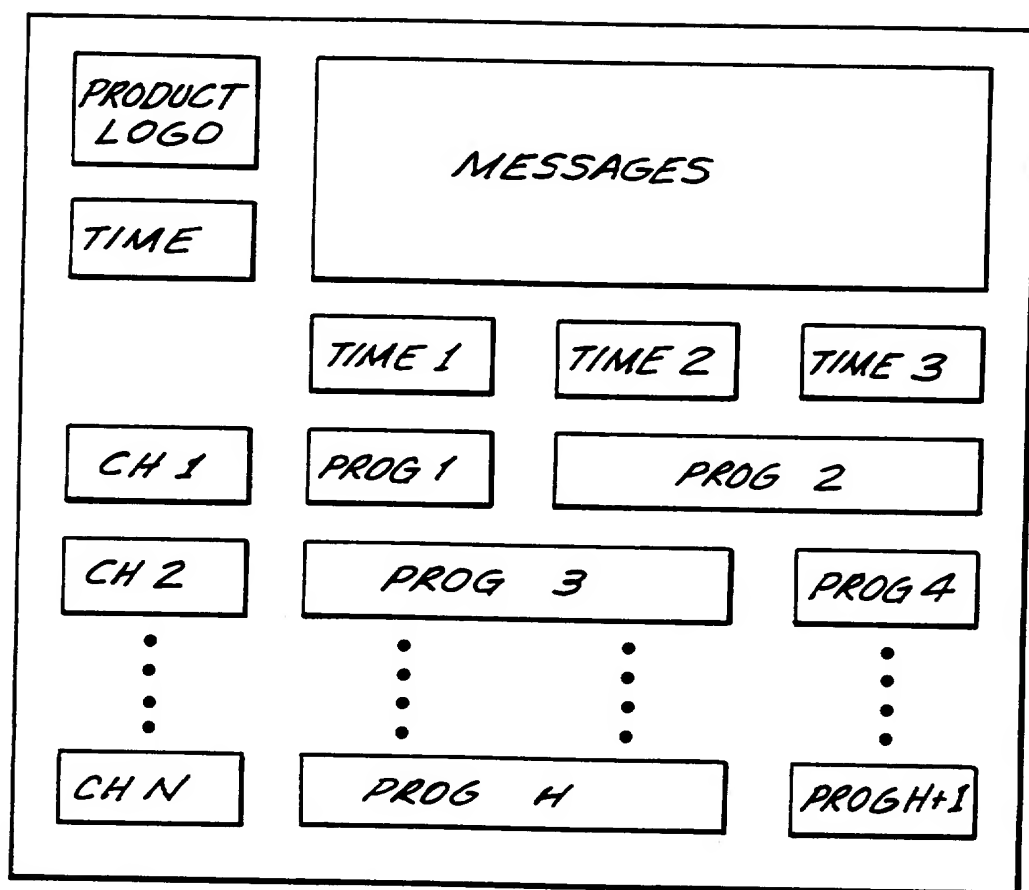 PRODUCT
LOGO
MESSAGES
TIME
TIME 1
TIME 2
TIME 3
CH 1
PROG 1
PROG 2
CH 2
PROG 3
PROG 4
CH N
PROG H
PROG H+1